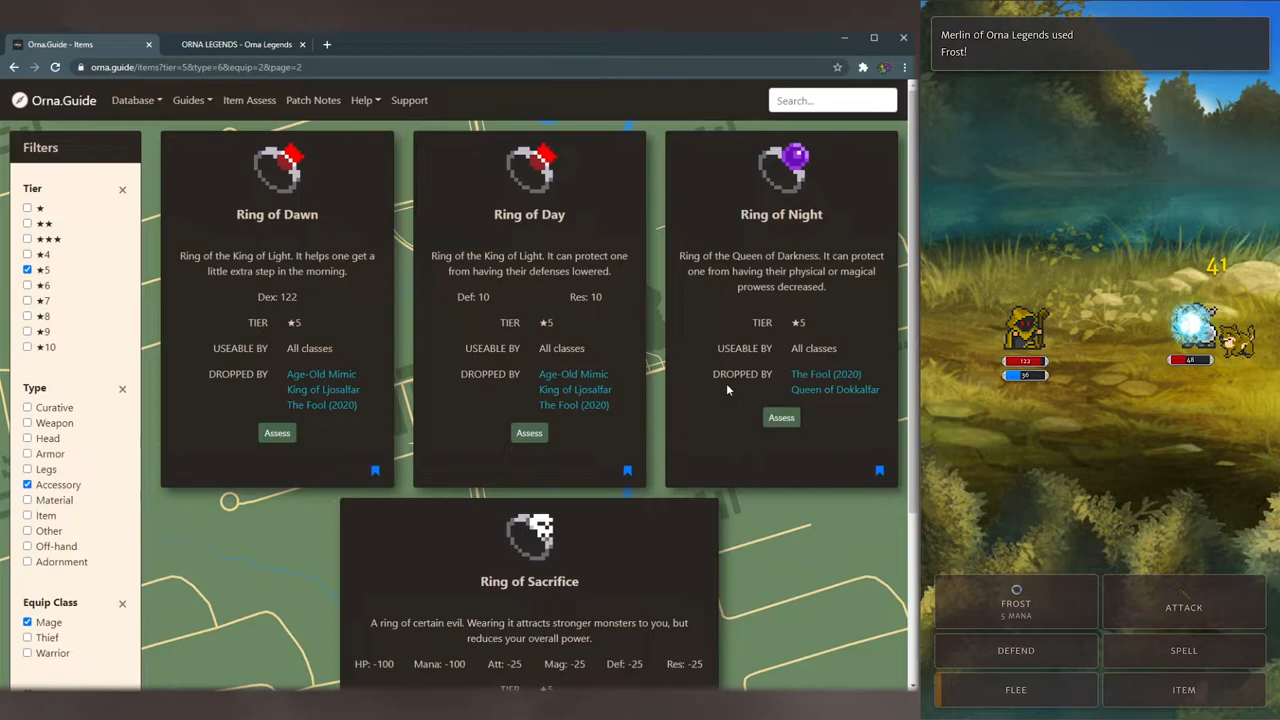 Orna.Guide - Items
ORNA LEGENDS - Orna Legends
orna.guide/items?tier=5&type=6&equip=2&page=2
Orna.Guide
Database
Guides
Item Assess
Patch Notes
Help
Support
Search...
Filters
Tier
★
★★
★★★
★4
★5
★6
★7
★8
★9
★10
Type
Curative
Weapon
Head
Armor
Legs
Accessory
Material
Item
Other
Off-hand
Adornment
Equip Class
Mage
Thief
Warrior
Ring of Dawn
Ring of the King of Light. It helps one get a
little extra step in the morning.
Dex: 122
TIER ★5
USEABLE BY All classes
DROPPED BY Age-Old Mimic
King of Ljosalfar
The Fool (2020)
Assess
Ring of Day
Ring of the King of Light. It can protect one
from having their defenses lowered.
Def: 10 Res: 10
TIER ★5
USEABLE BY All classes
DROPPED BY Age-Old Mimic
King of Ljosalfar
The Fool (2020)
Assess
Ring of Night
Ring of the Queen of Darkness. It can protect
one from having their physical or magical
prowess decreased.
TIER ★5
USEABLE BY All classes
DROPPED BY The Fool (2020)
Queen of Dokkalfar
Assess
Ring of Sacrifice
A ring of certain evil. Wearing it attracts stronger monsters to you, but
reduces your overall power.
HP: -100 Mana: -100 Att: -25 Mag: -25 Def: -25 Res: -25
TIER ★5
Merlin of Orna Legends used
Frost!
41
122
36
48
FROST
5 MANA
ATTACK
DEFEND
SPELL
FLEE
ITEM